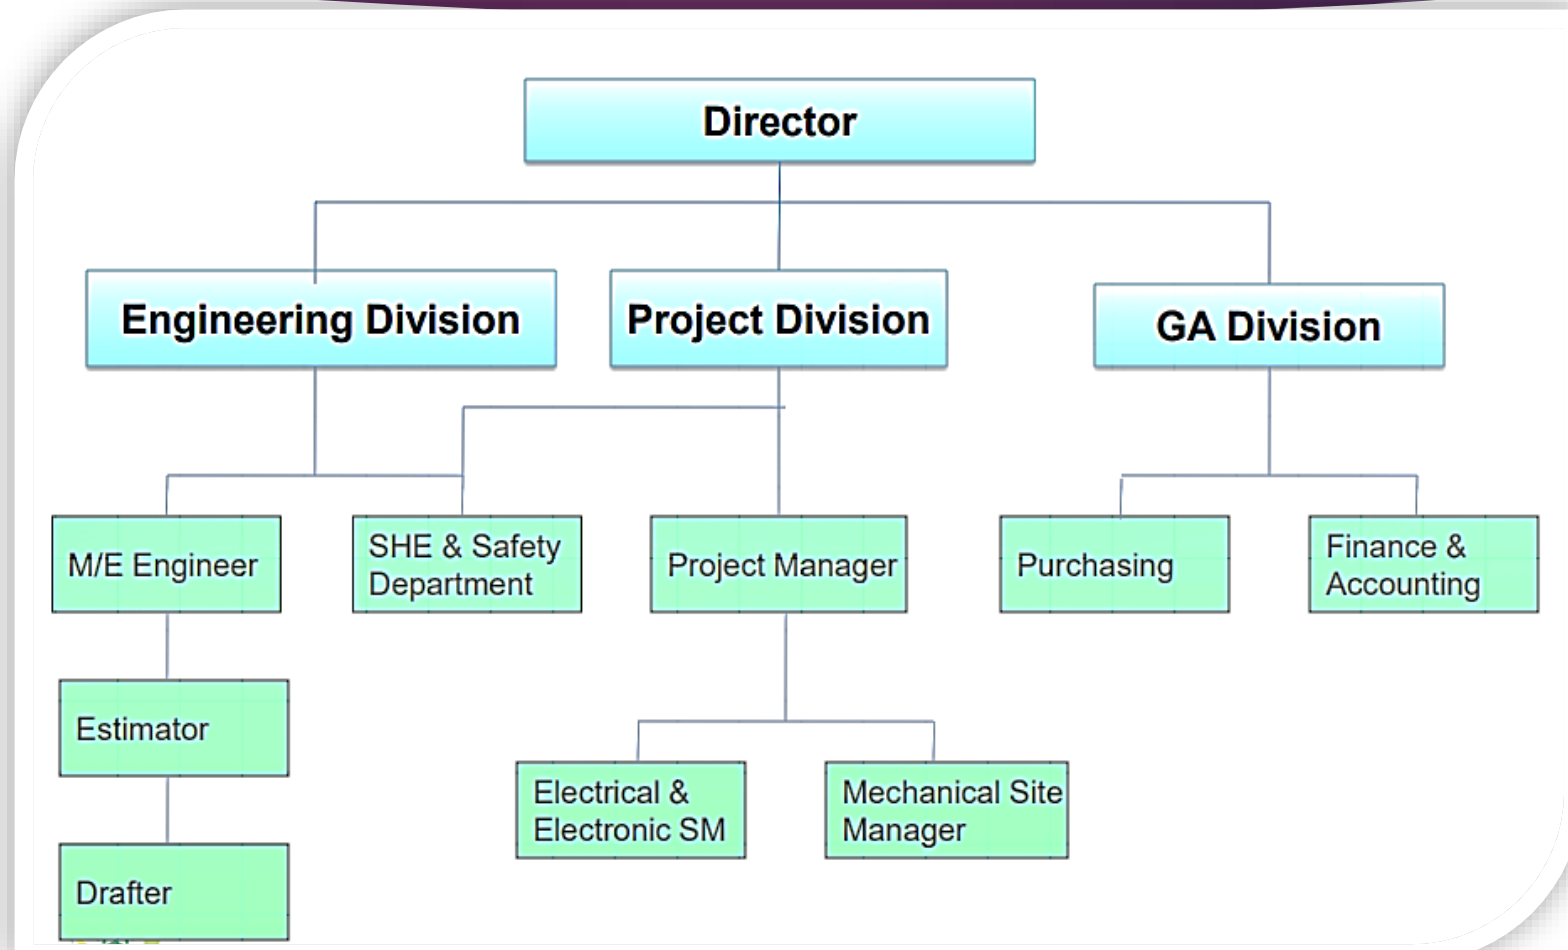 Director
Engineering Division
Project Division
GA Division
M/E Engineer
SHE & Safety
Department
Project Manager
Purchasing
Finance &
Accounting
Estimator
Electrical &
Electronic SM
Mechanical Site
Manager
Drafter